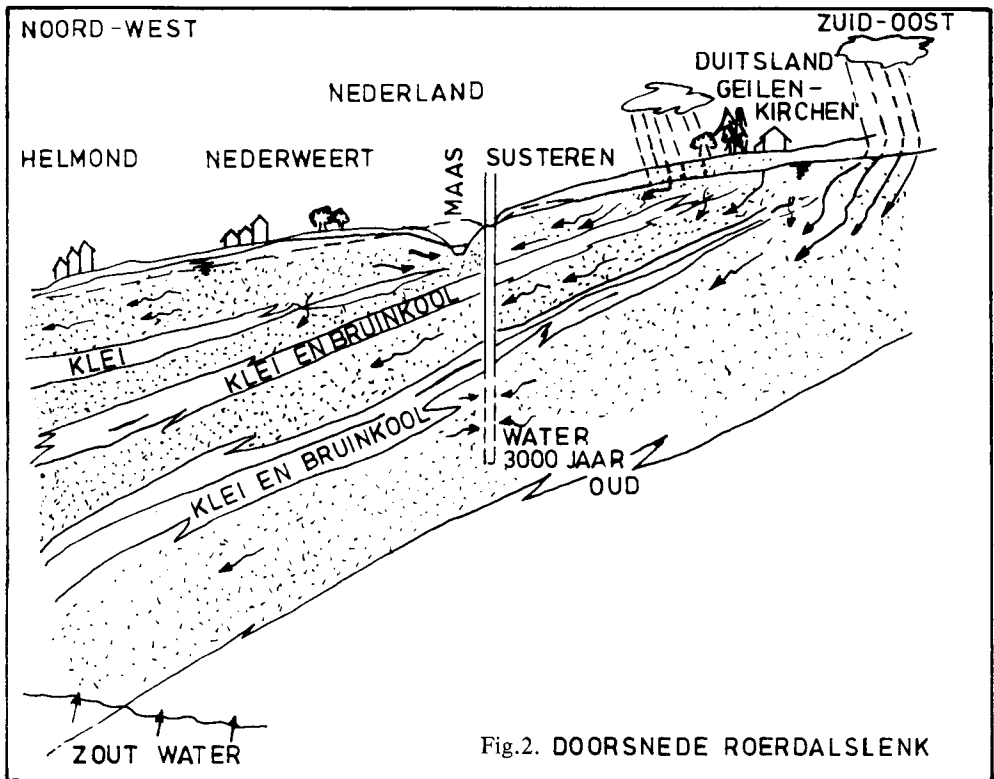 NOORD-WEST
ZUID-OOST
DUITSLAND
GEILEN-
KIRCHEN
NEDERLAND
HELMOND
NEDERWEERT
MAAS
SUSTEREN
KLEI
KLEI EN BRUINKOOL
KLEI EN BRUINKOOL
WATER
3000 JAAR
OUD
ZOUT WATER
Fig.2. DOORSNEDE ROERDALSLENK